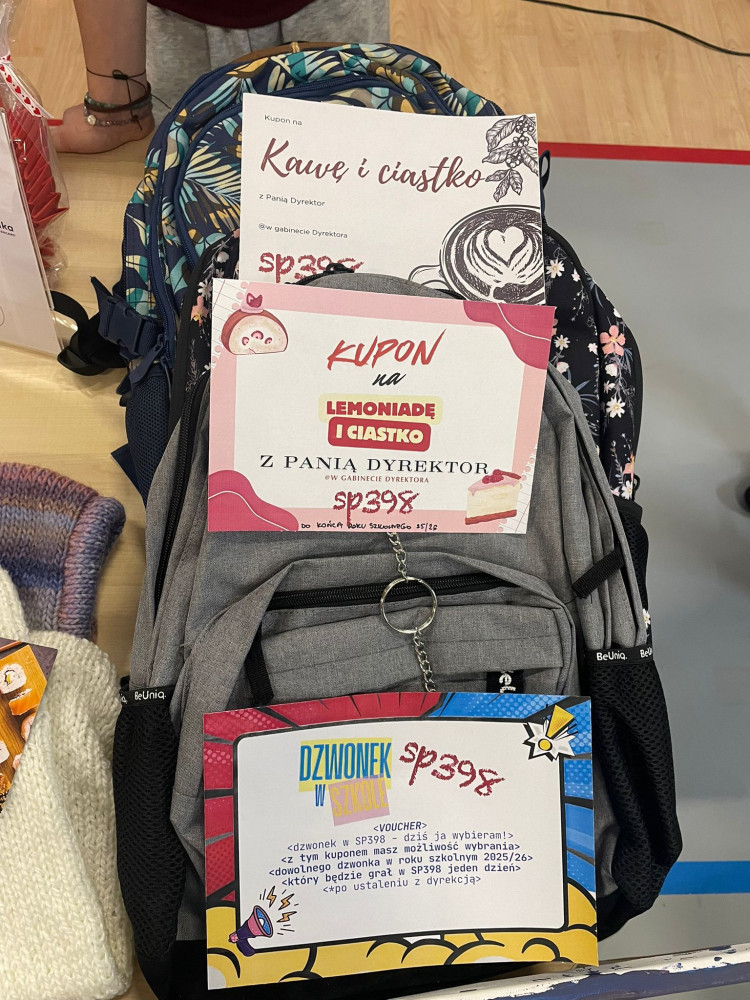 Kupon na
Kawę i ciastko
z Panią Dyrektor
@w gabinecie Dyrektora
sp398
KUPON
na
LEMONIADĘ
I CIASTKO
Z PANIĄ DYREKTOR
@W GABINECIE DYREKTORA
sp398
DO KOŃCA ROKU SZKOLNEGO 25/26
BeUniq.
BeUniq.
BeUniq.
DZWONEK
W
SZKOLE
sp398
<VOUCHER>
<dzwonek w SP398 - dziś ja wybieram!>
<z tym kuponem masz możliwość wybrania>
<dowolnego dzwonka w roku szkolnym 2025/26>
<który będzie grał w SP398 jeden dzień>
<*po ustaleniu z dyrekcją>